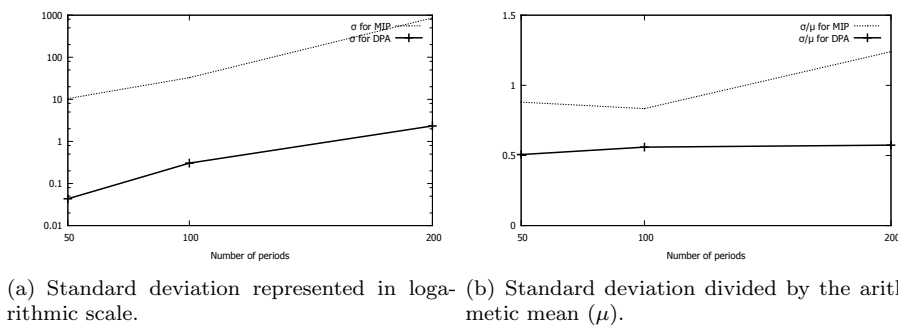 1000
100
10
1
0.1
0.01
σ for MIP
σ for DPA
50
100
200
Number of periods
1.5
1
0.5
0
σ/μ for MIP
σ/μ for DPA
50
100
200
Number of periods
(a) Standard deviation represented in loga-
rithmic scale.
(b) Standard deviation divided by the arith
metic mean (μ).